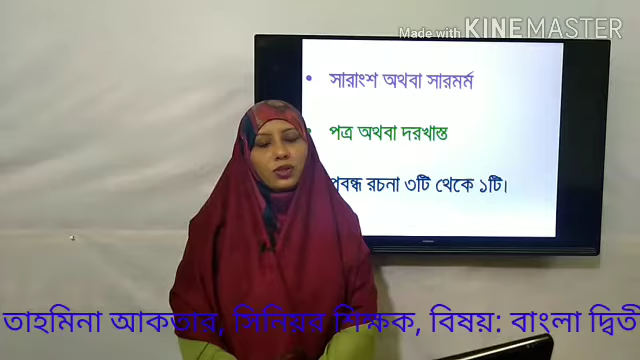 Made with KINEMASTER
• সারাংশ অথবা সারমর্ম
• পত্র অথবা দরখাস্ত
প্রবন্ধ রচনা ৩টি থেকে ১টি।
তাহমিনা আকতার, সিনিয়র শিক্ষক, বিষয়: বাংলা দ্বিতী